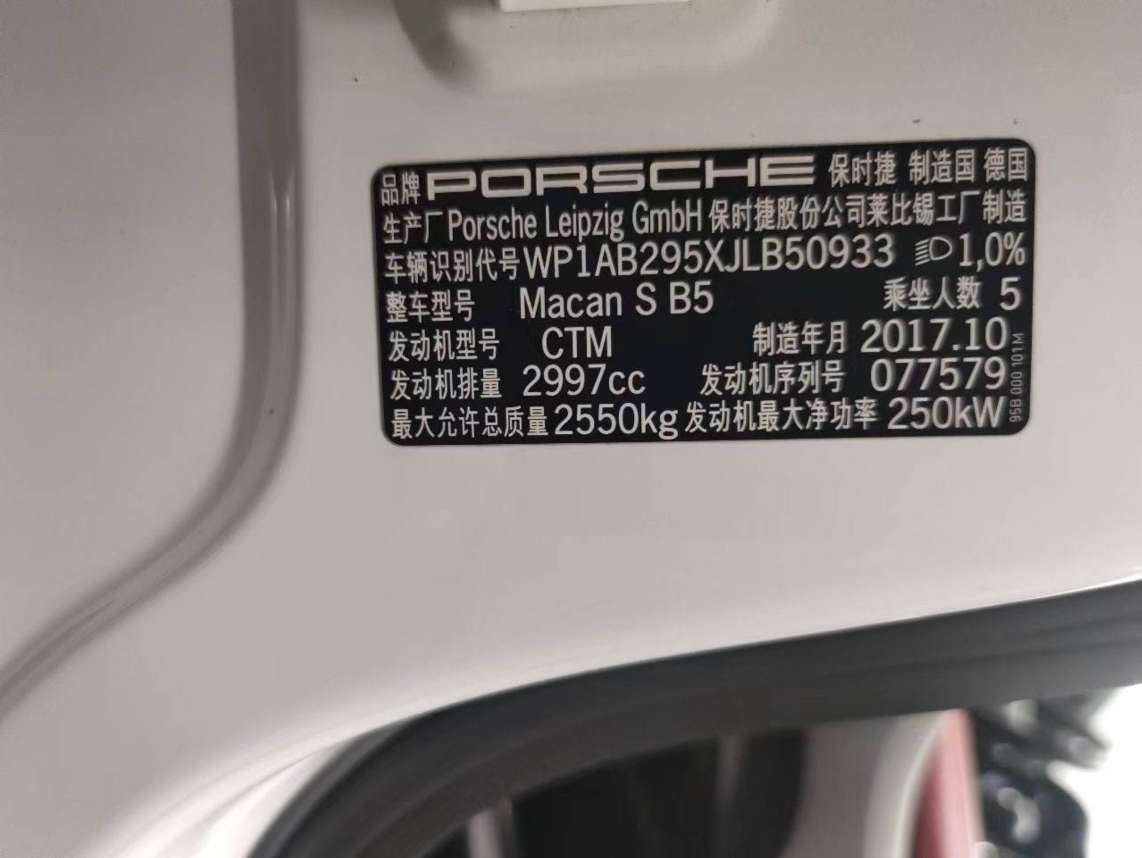 品牌 PORSCHE 保时捷 制造国 德国
生产厂 Porsche Leipzig GmbH 保时捷股份公司莱比锡工厂制造
车辆识别代号 WP1AB295XJLB50933 1,0%
整车型号 Macan S B5 乘坐人数 5
发动机型号 CTM 制造年月 2017.10
发动机排量 2997cc 发动机序列号 077579
最大允许总质量 2550kg 发动机最大净功率 250kW
95B 000 101M